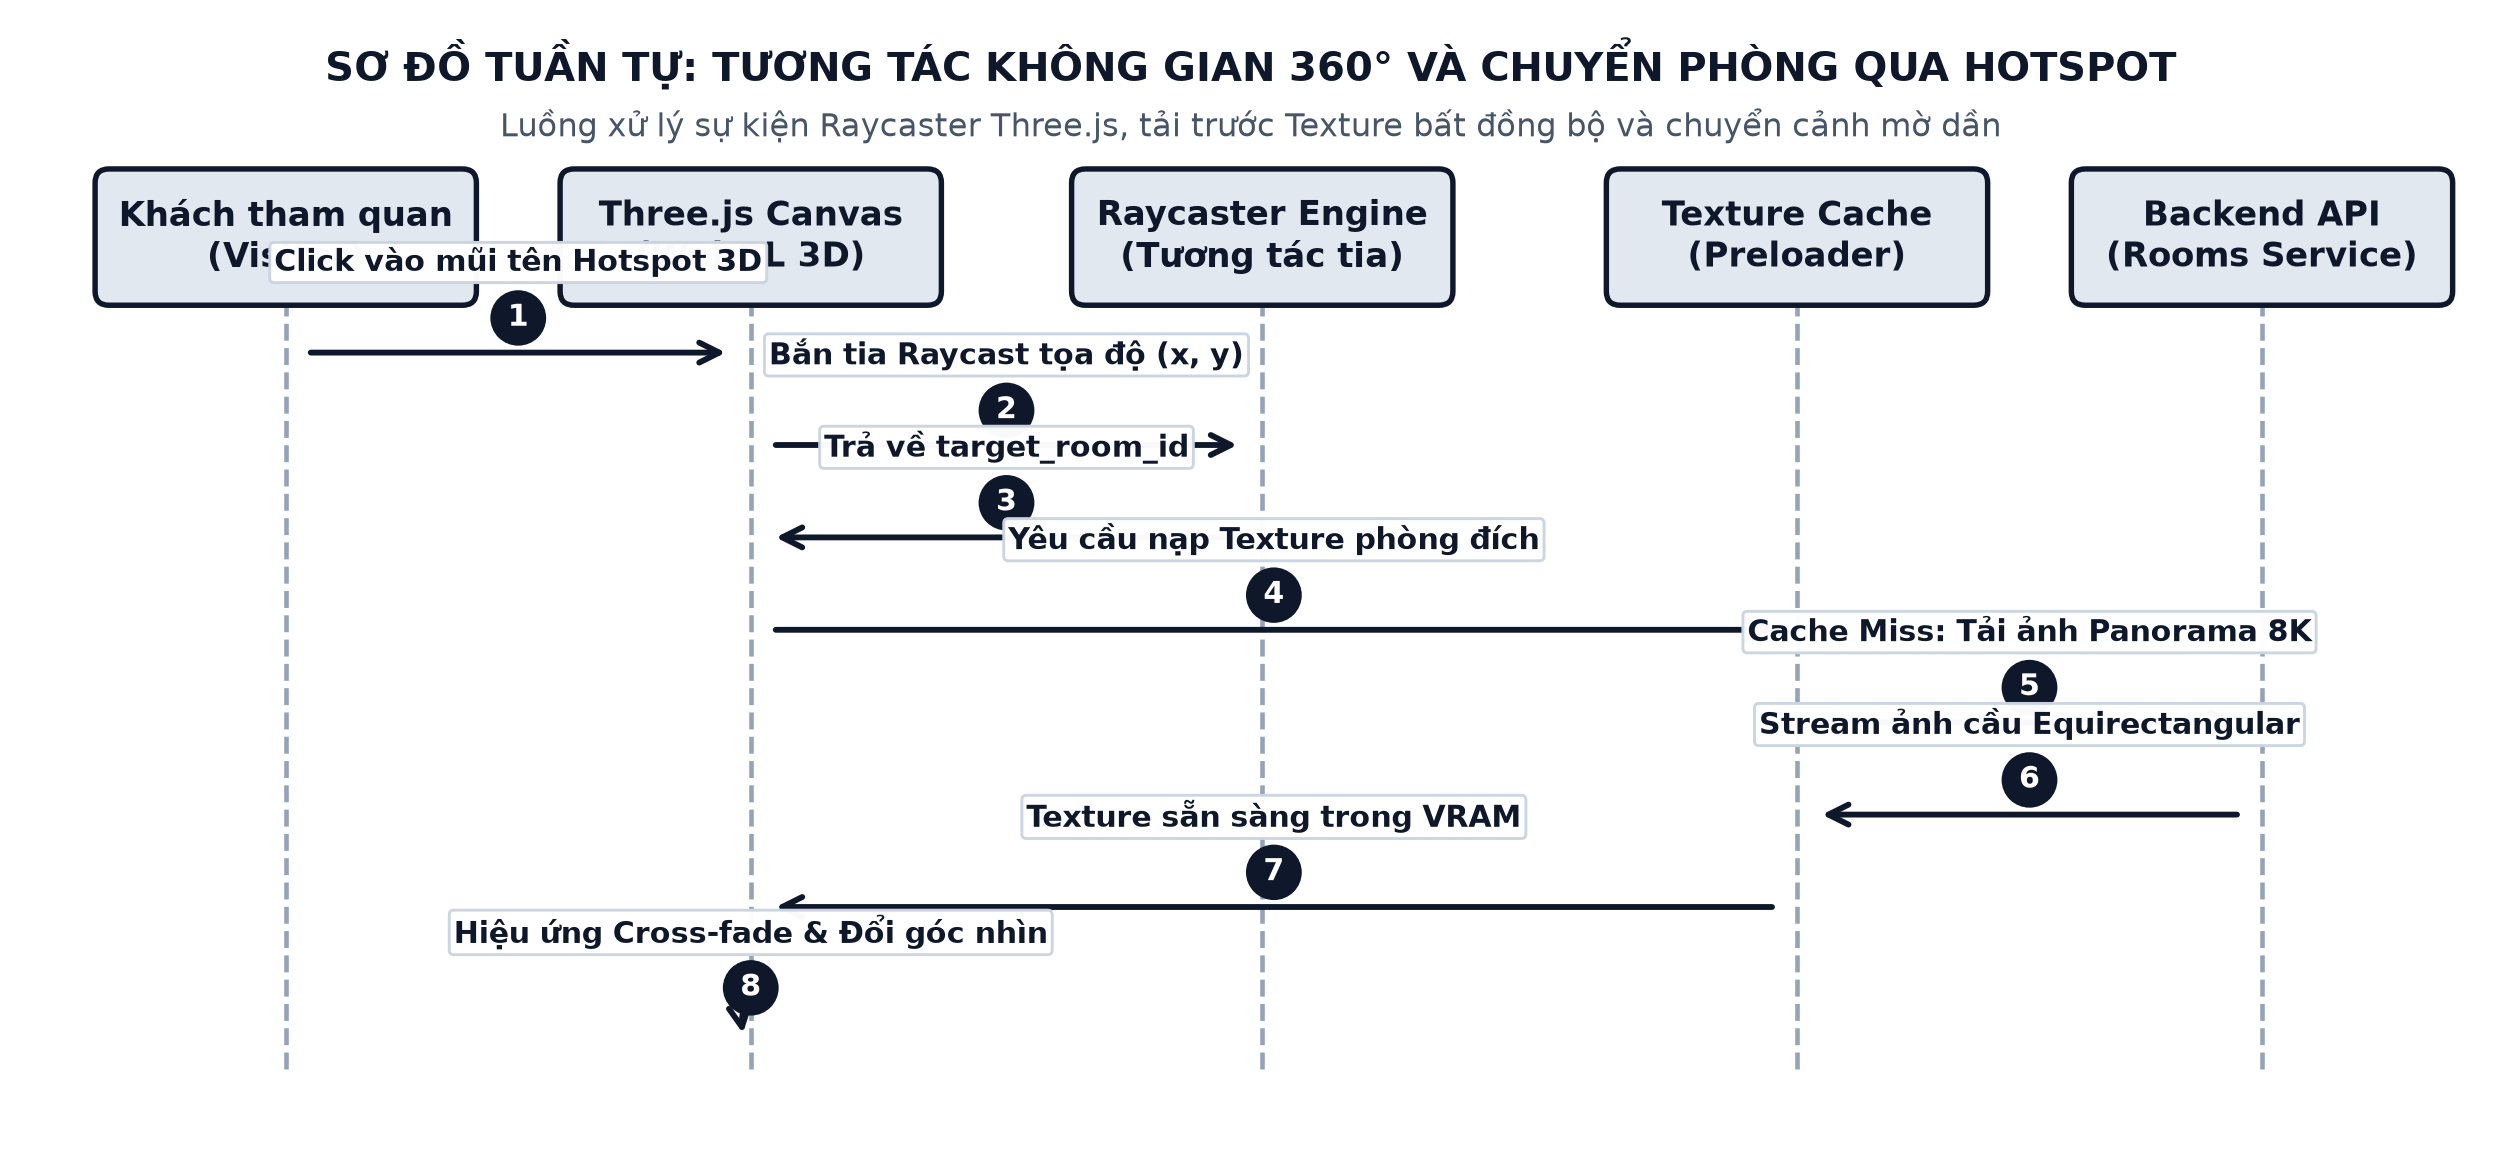 SƠ ĐỒ TUẦN TỰ: TƯƠNG TÁC KHÔNG GIAN 360° VÀ CHUYỂN PHÒNG QUA HOTSPOT
Luồng xử lý sự kiện Raycaster Three.js, tải trước Texture bất đồng bộ và chuyển cảnh mờ dần
Khách tham quan
Three.js Canvas
L 3D)
Raycaster Engine
(Tương tác tia)
Texture Cache
(Preloader)
Backend API
(Rooms Service)
Click vào mũi tên Hotspot 3D
1
Bắn tia Raycast tọa độ (x, y)
2
Trả về target_room_id
3
Yêu cầu nạp Texture phòng đích
4
Cache Miss: Tải ảnh Panorama 8K
5
Stream ảnh cầu Equirectangular
6
Texture sẵn sàng trong VRAM
7
Hiệu ứng Cross-fade & Đổi góc nhìn
8